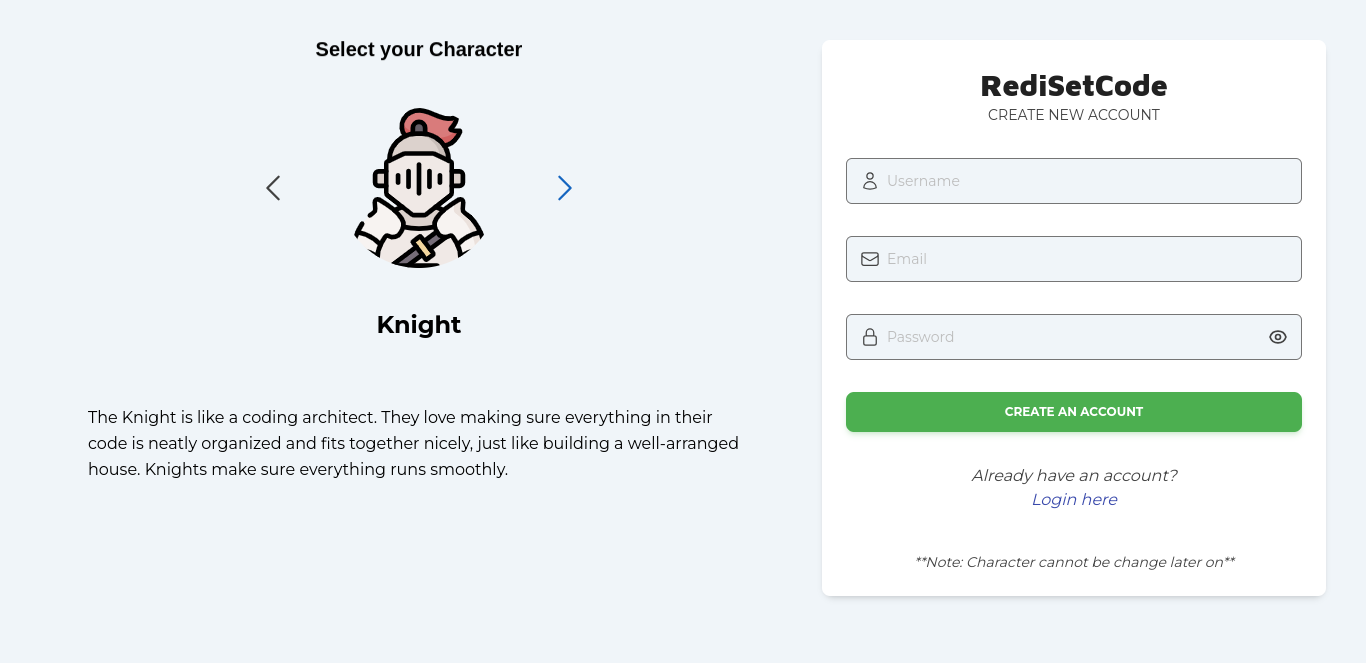 Select your Character
Knight
The Knight is like a coding architect. They love making sure everything in their
code is neatly organized and fits together nicely, just like building a well-arranged
house. Knights make sure everything runs smoothly.
RediSetCode
CREATE NEW ACCOUNT
Username
Email
Password
CREATE AN ACCOUNT
Already have an account?
Login here
**Note: Character cannot be change later on**